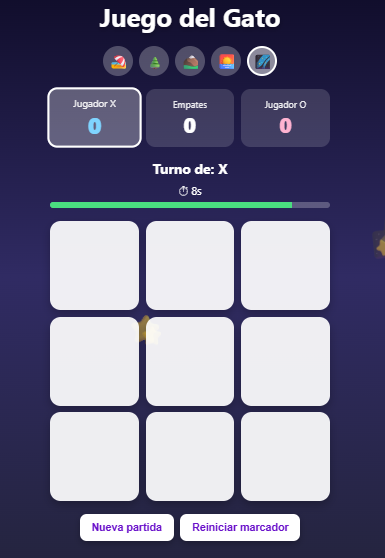 Juego del Gato
Jugador X
0
Empates
0
Jugador O
0
Turno de: X
⏱ 8s
Nueva partida
Reiniciar marcador